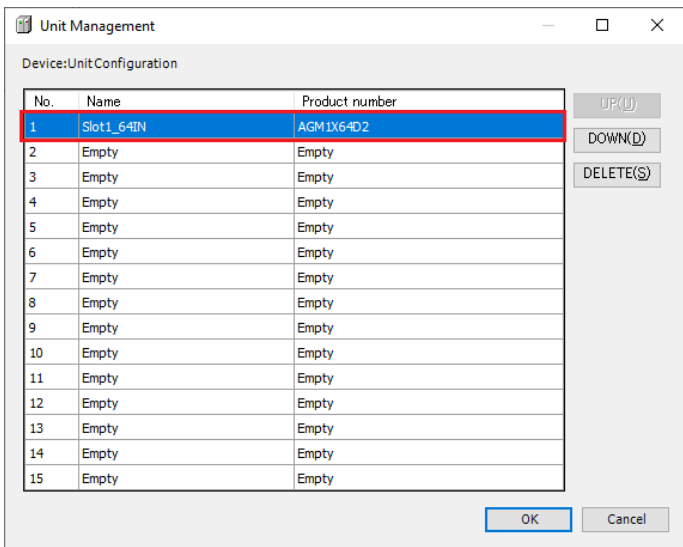 Unit Management
Device:UnitConfiguration
No. Name Product number
1 Slot1_64IN AGM1X64D2
2 Empty Empty
3 Empty Empty
4 Empty Empty
5 Empty Empty
6 Empty Empty
7 Empty Empty
8 Empty Empty
9 Empty Empty
10 Empty Empty
11 Empty Empty
12 Empty Empty
13 Empty Empty
14 Empty Empty
15 Empty Empty
UP(U)
DOWN(D)
DELETE(S)
OK Cancel